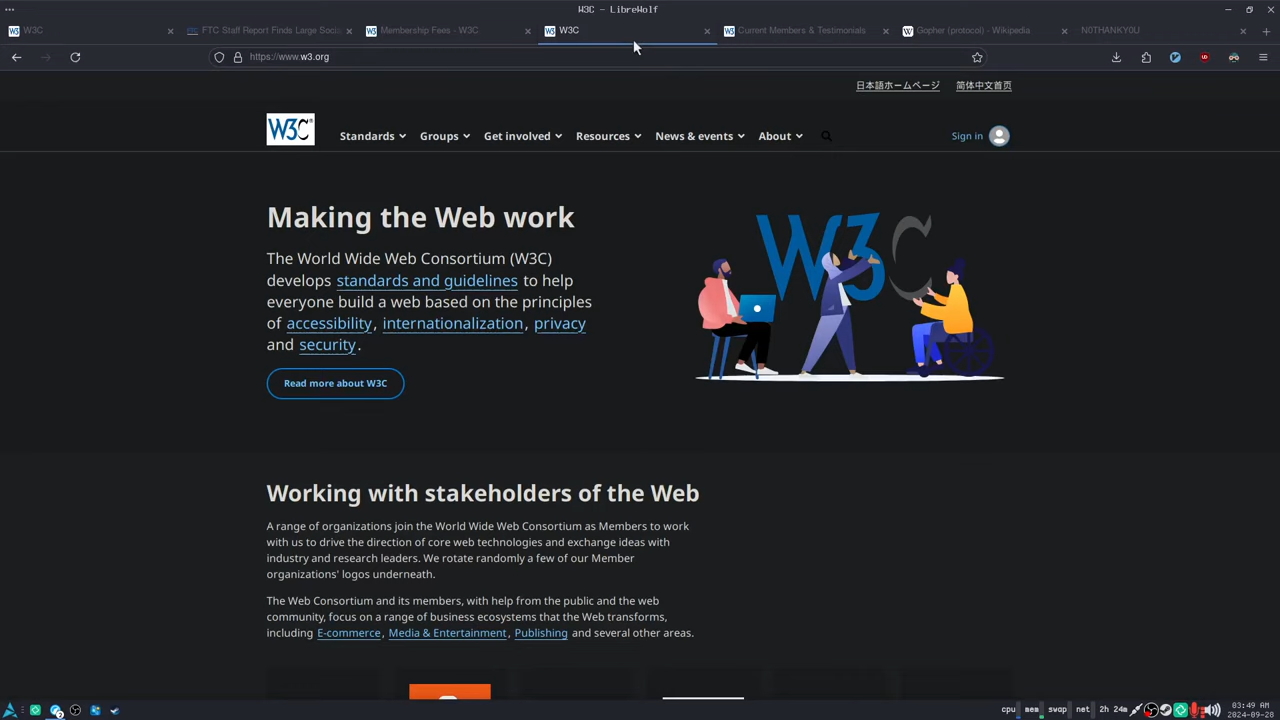 W3C - LibreWolf
W3C
FTC Staff Report Finds Large Soci
Membership Fees - W3C
W3C
Current Members & Testimonials
Gopher (protocol) - Wikipedia
N0THANKY0U
https://www.w3.org
日本語ホームページ
简体中文首页
W3C®
Standards
Groups
Get involved
Resources
News & events
About
Sign in
Making the Web work
The World Wide Web Consortium (W3C)
develops standards and guidelines to help
everyone build a web based on the principles
of accessibility, internationalization, privacy
and security.
Read more about W3C
W3C
Working with stakeholders of the Web
A range of organizations join the World Wide Web Consortium as Members to work
with us to drive the direction of core web technologies and exchange ideas with
industry and research leaders. We rotate randomly a few of our Member
organizations' logos underneath.
The Web Consortium and its members, with help from the public and the web
community, focus on a range of business ecosystems that the Web transforms,
including E-commerce, Media & Entertainment, Publishing and several other areas.
cpu
mem
swap
net
2h 24m
03:49 AM
2024-09-28